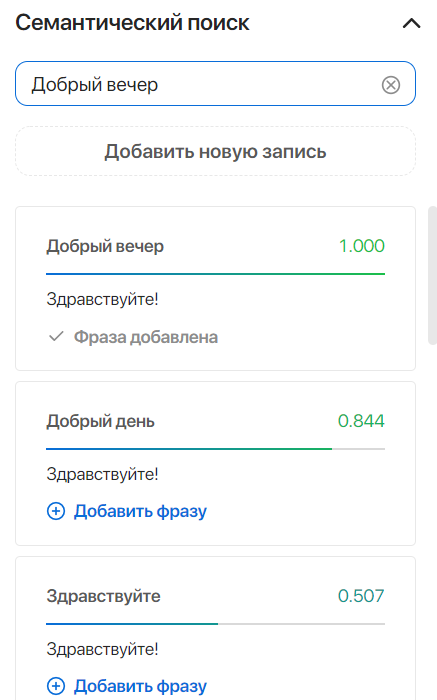 Семантический поиск
Добрый вечер
Добавить новую запись
Добрый вечер 1.000
Здравствуйте!
Фраза добавлена
Добрый день 0.844
Здравствуйте!
Добавить фразу
Здравствуйте 0.507
Здравствуйте!
Добавить фразу